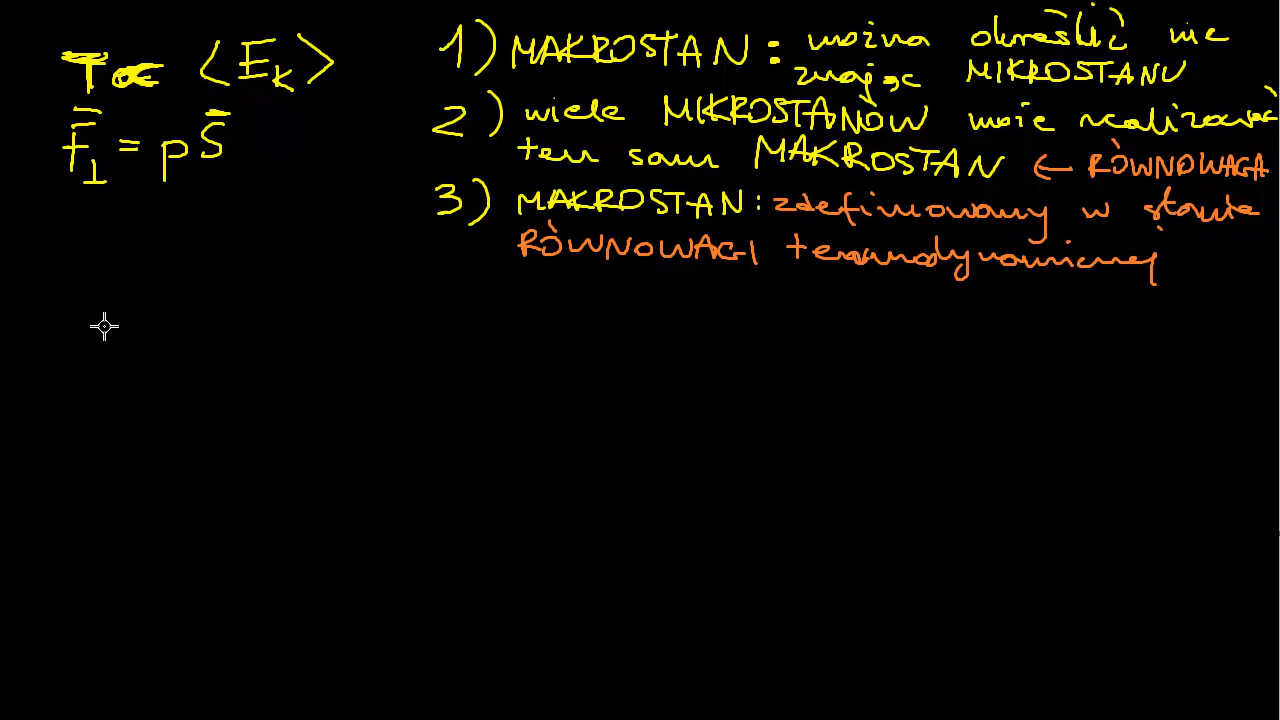 T ∝ ⟨E_K⟩
F̄_⊥ = p S̄
1) MAKROSTAN: można określić nie
znając MIKROSTANU
2) wiele MIKROSTANÓW może realizować
ten sam MAKROSTAN ← RÓWNOWAGA
3) MAKROSTAN: zdefiniowany w stanie
RÓWNOWAGI termodynamicznej